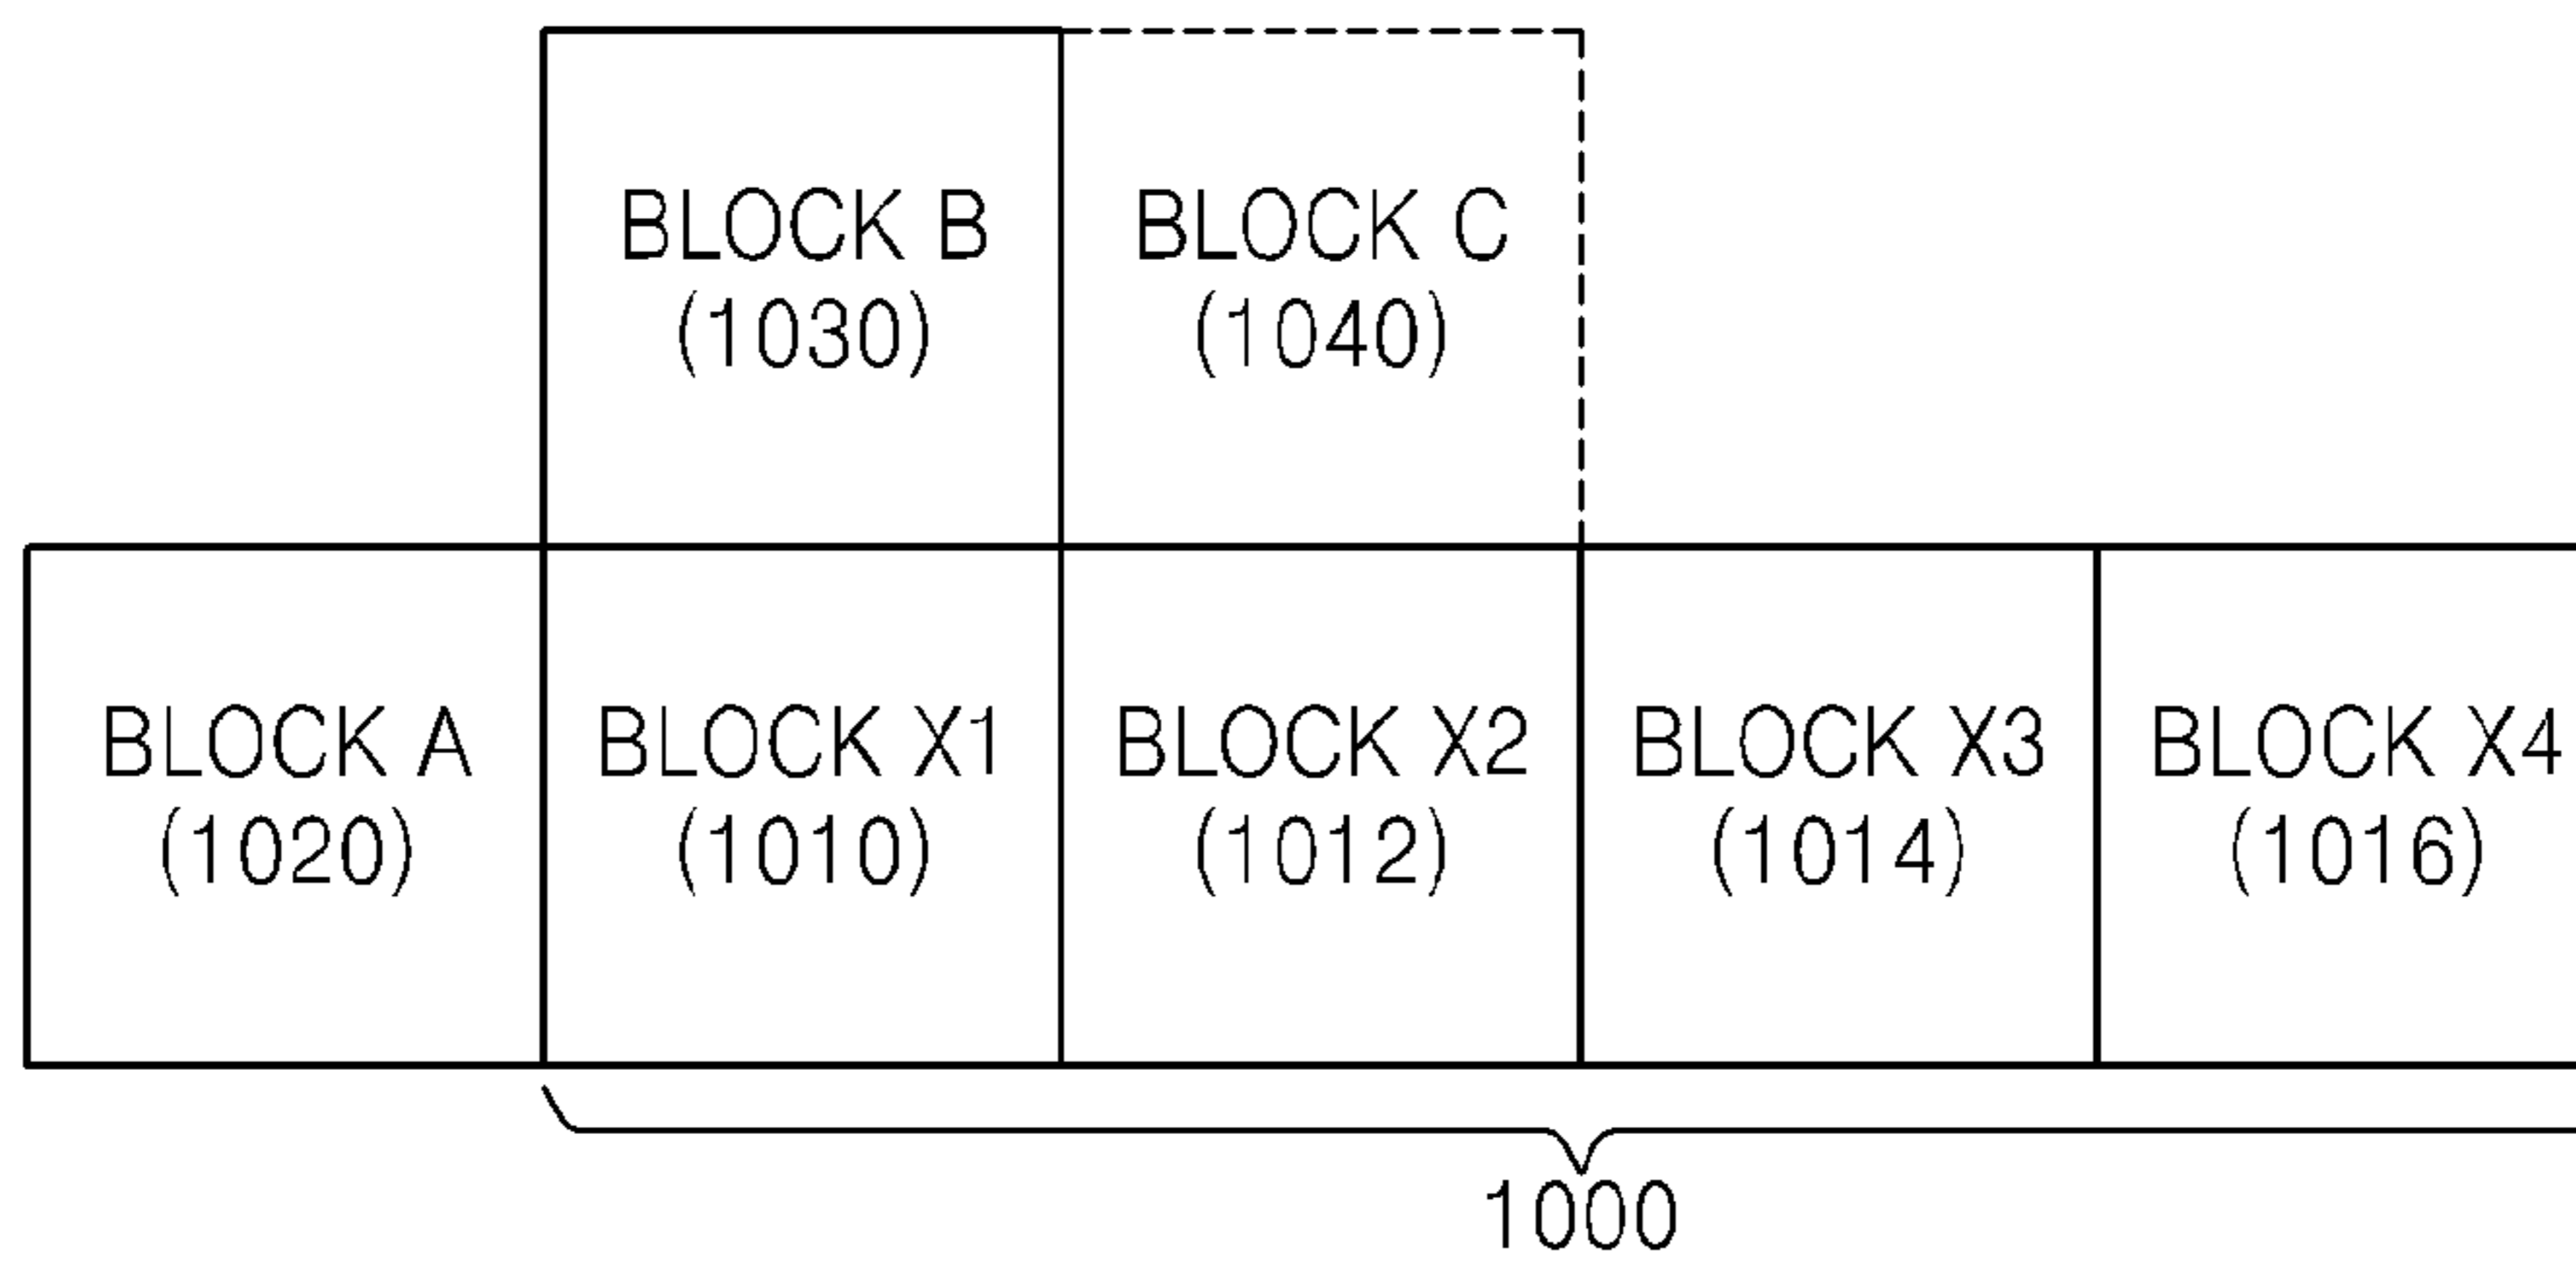 BLOCK B
(1030)
BLOCK C
(1040)
BLOCK A
(1020)
BLOCK X1
(1010)
BLOCK X2
(1012)
BLOCK X3
(1014)
BLOCK X4
(1016)
1000